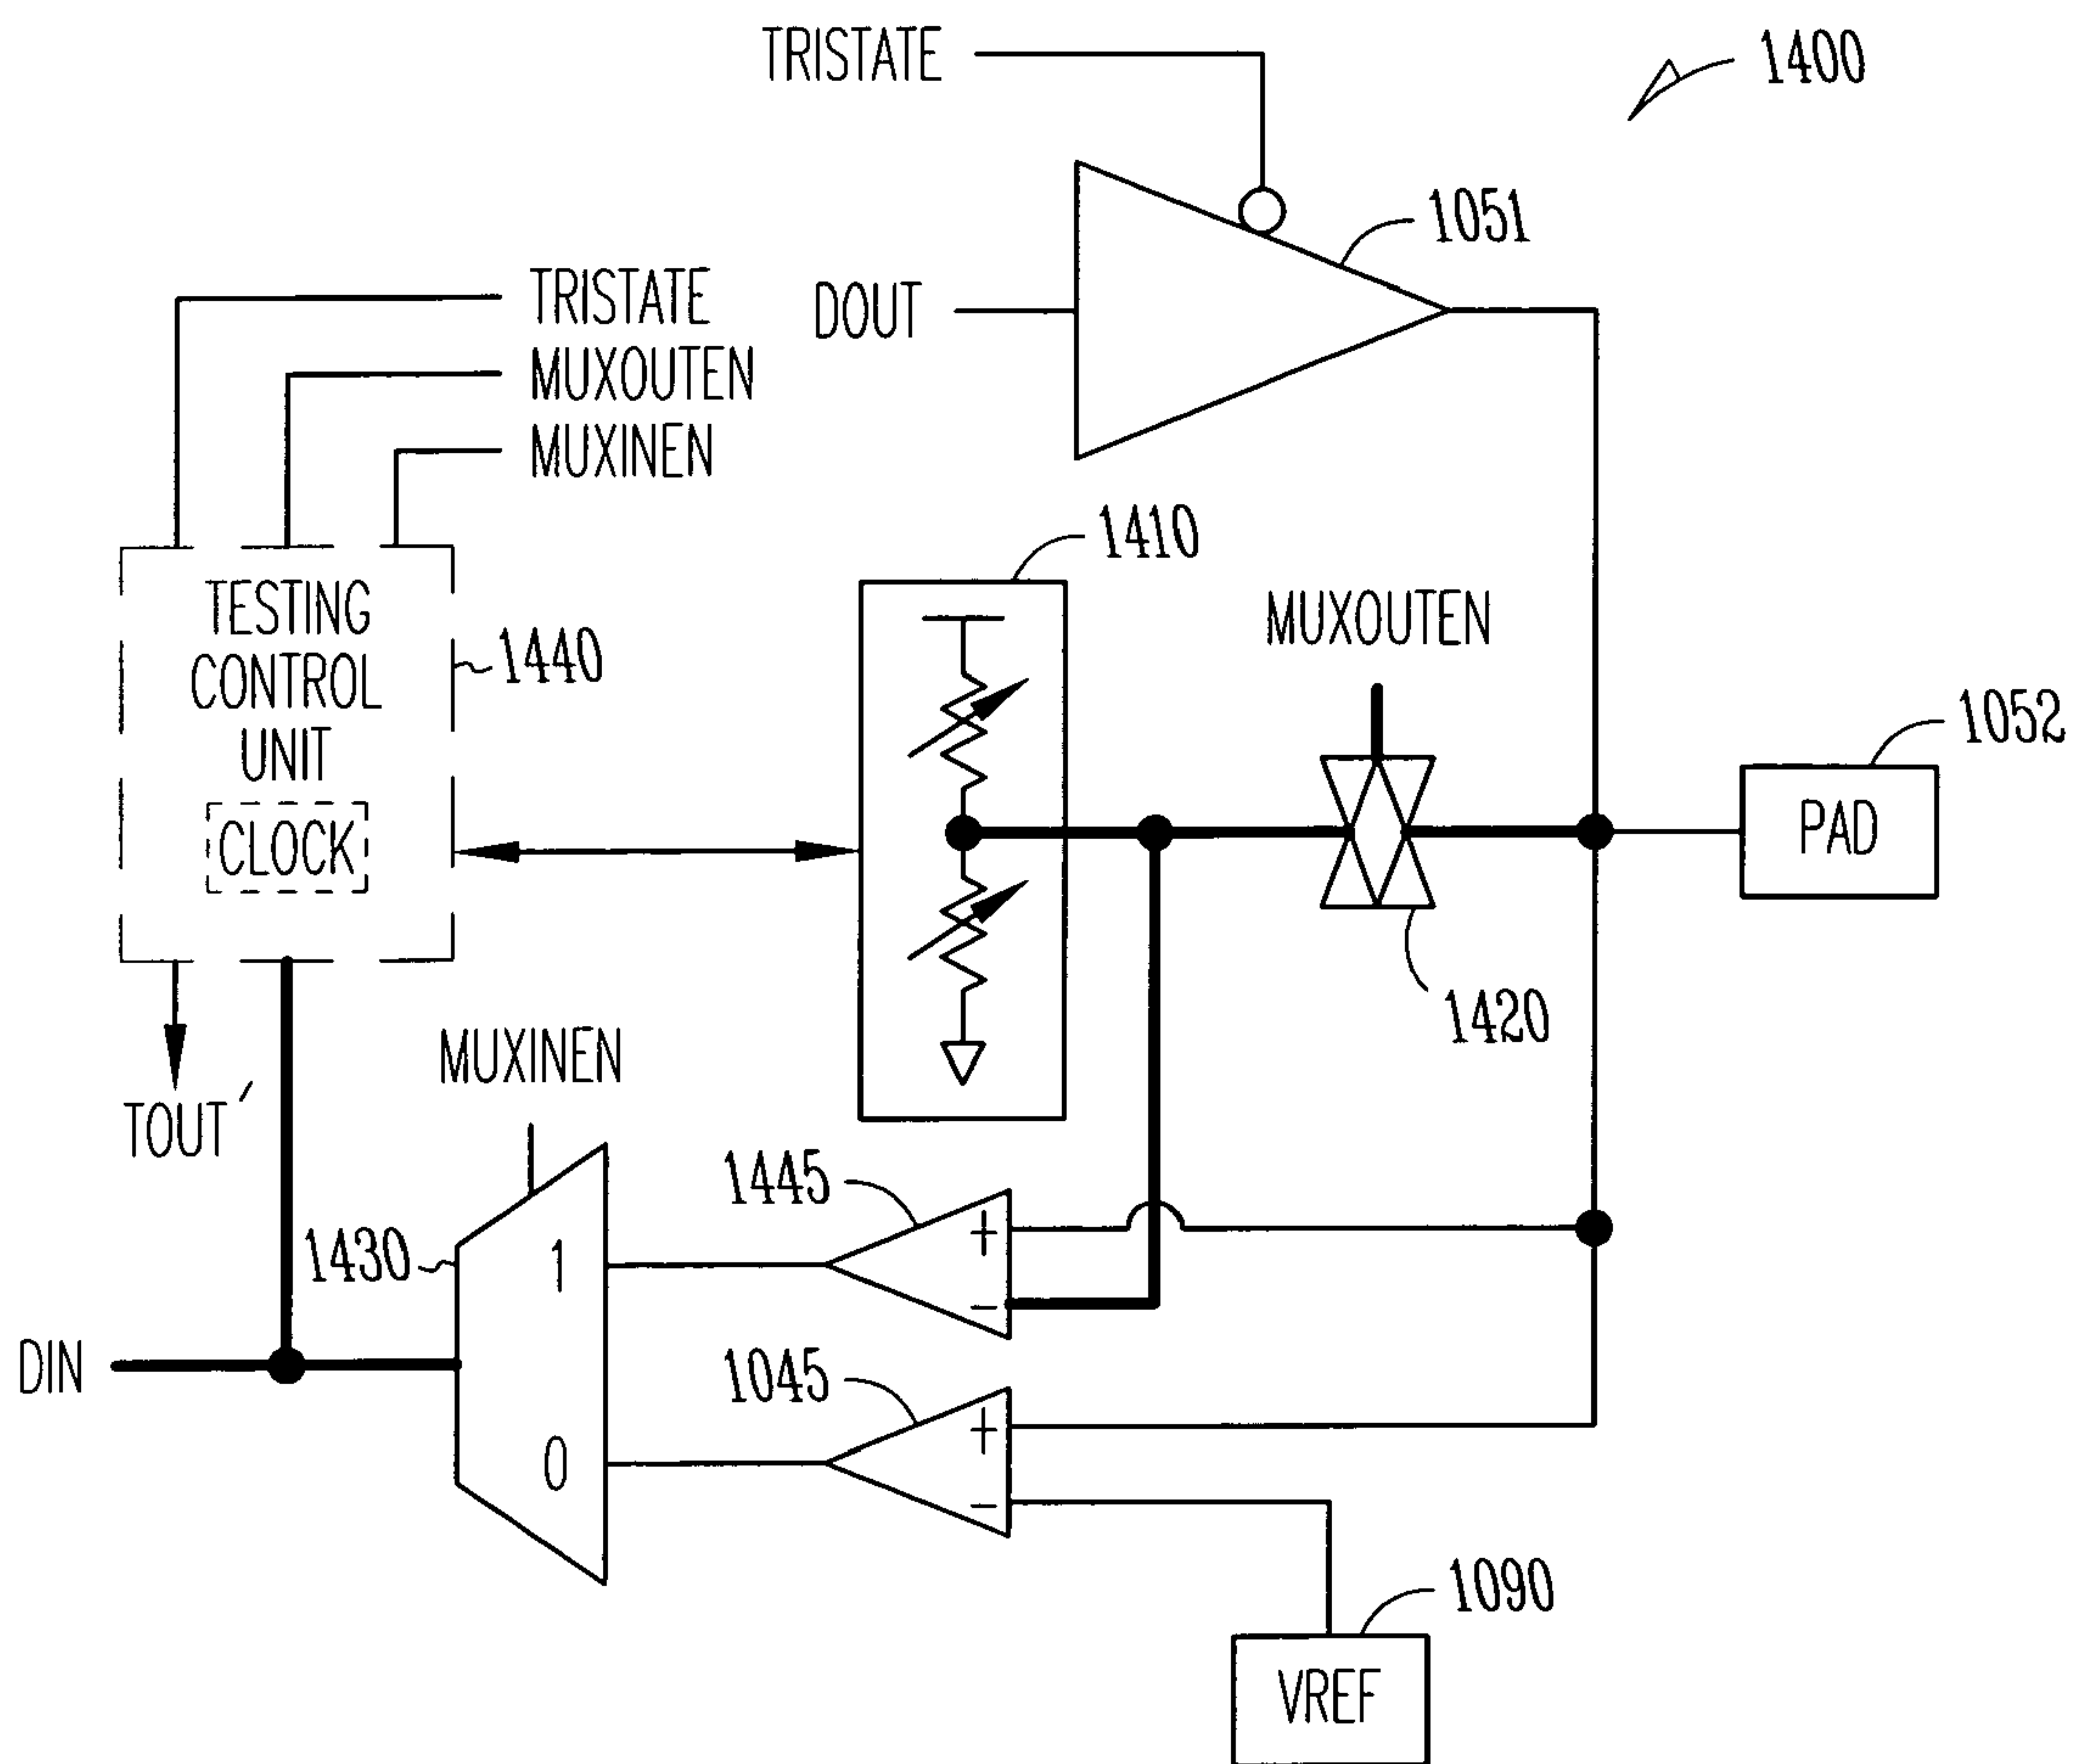 TRISTATE
1400
1051
TRISTATE
DOUT
MUXOUTEN
MUXINEN
1410
TESTING
CONTROL
UNIT
CLOCK
1440
MUXOUTEN
1052
PAD
1420
MUXINEN
TOUT′
1445
+
−
1430
1
DIN
1045
+
−
0
1090
VREF